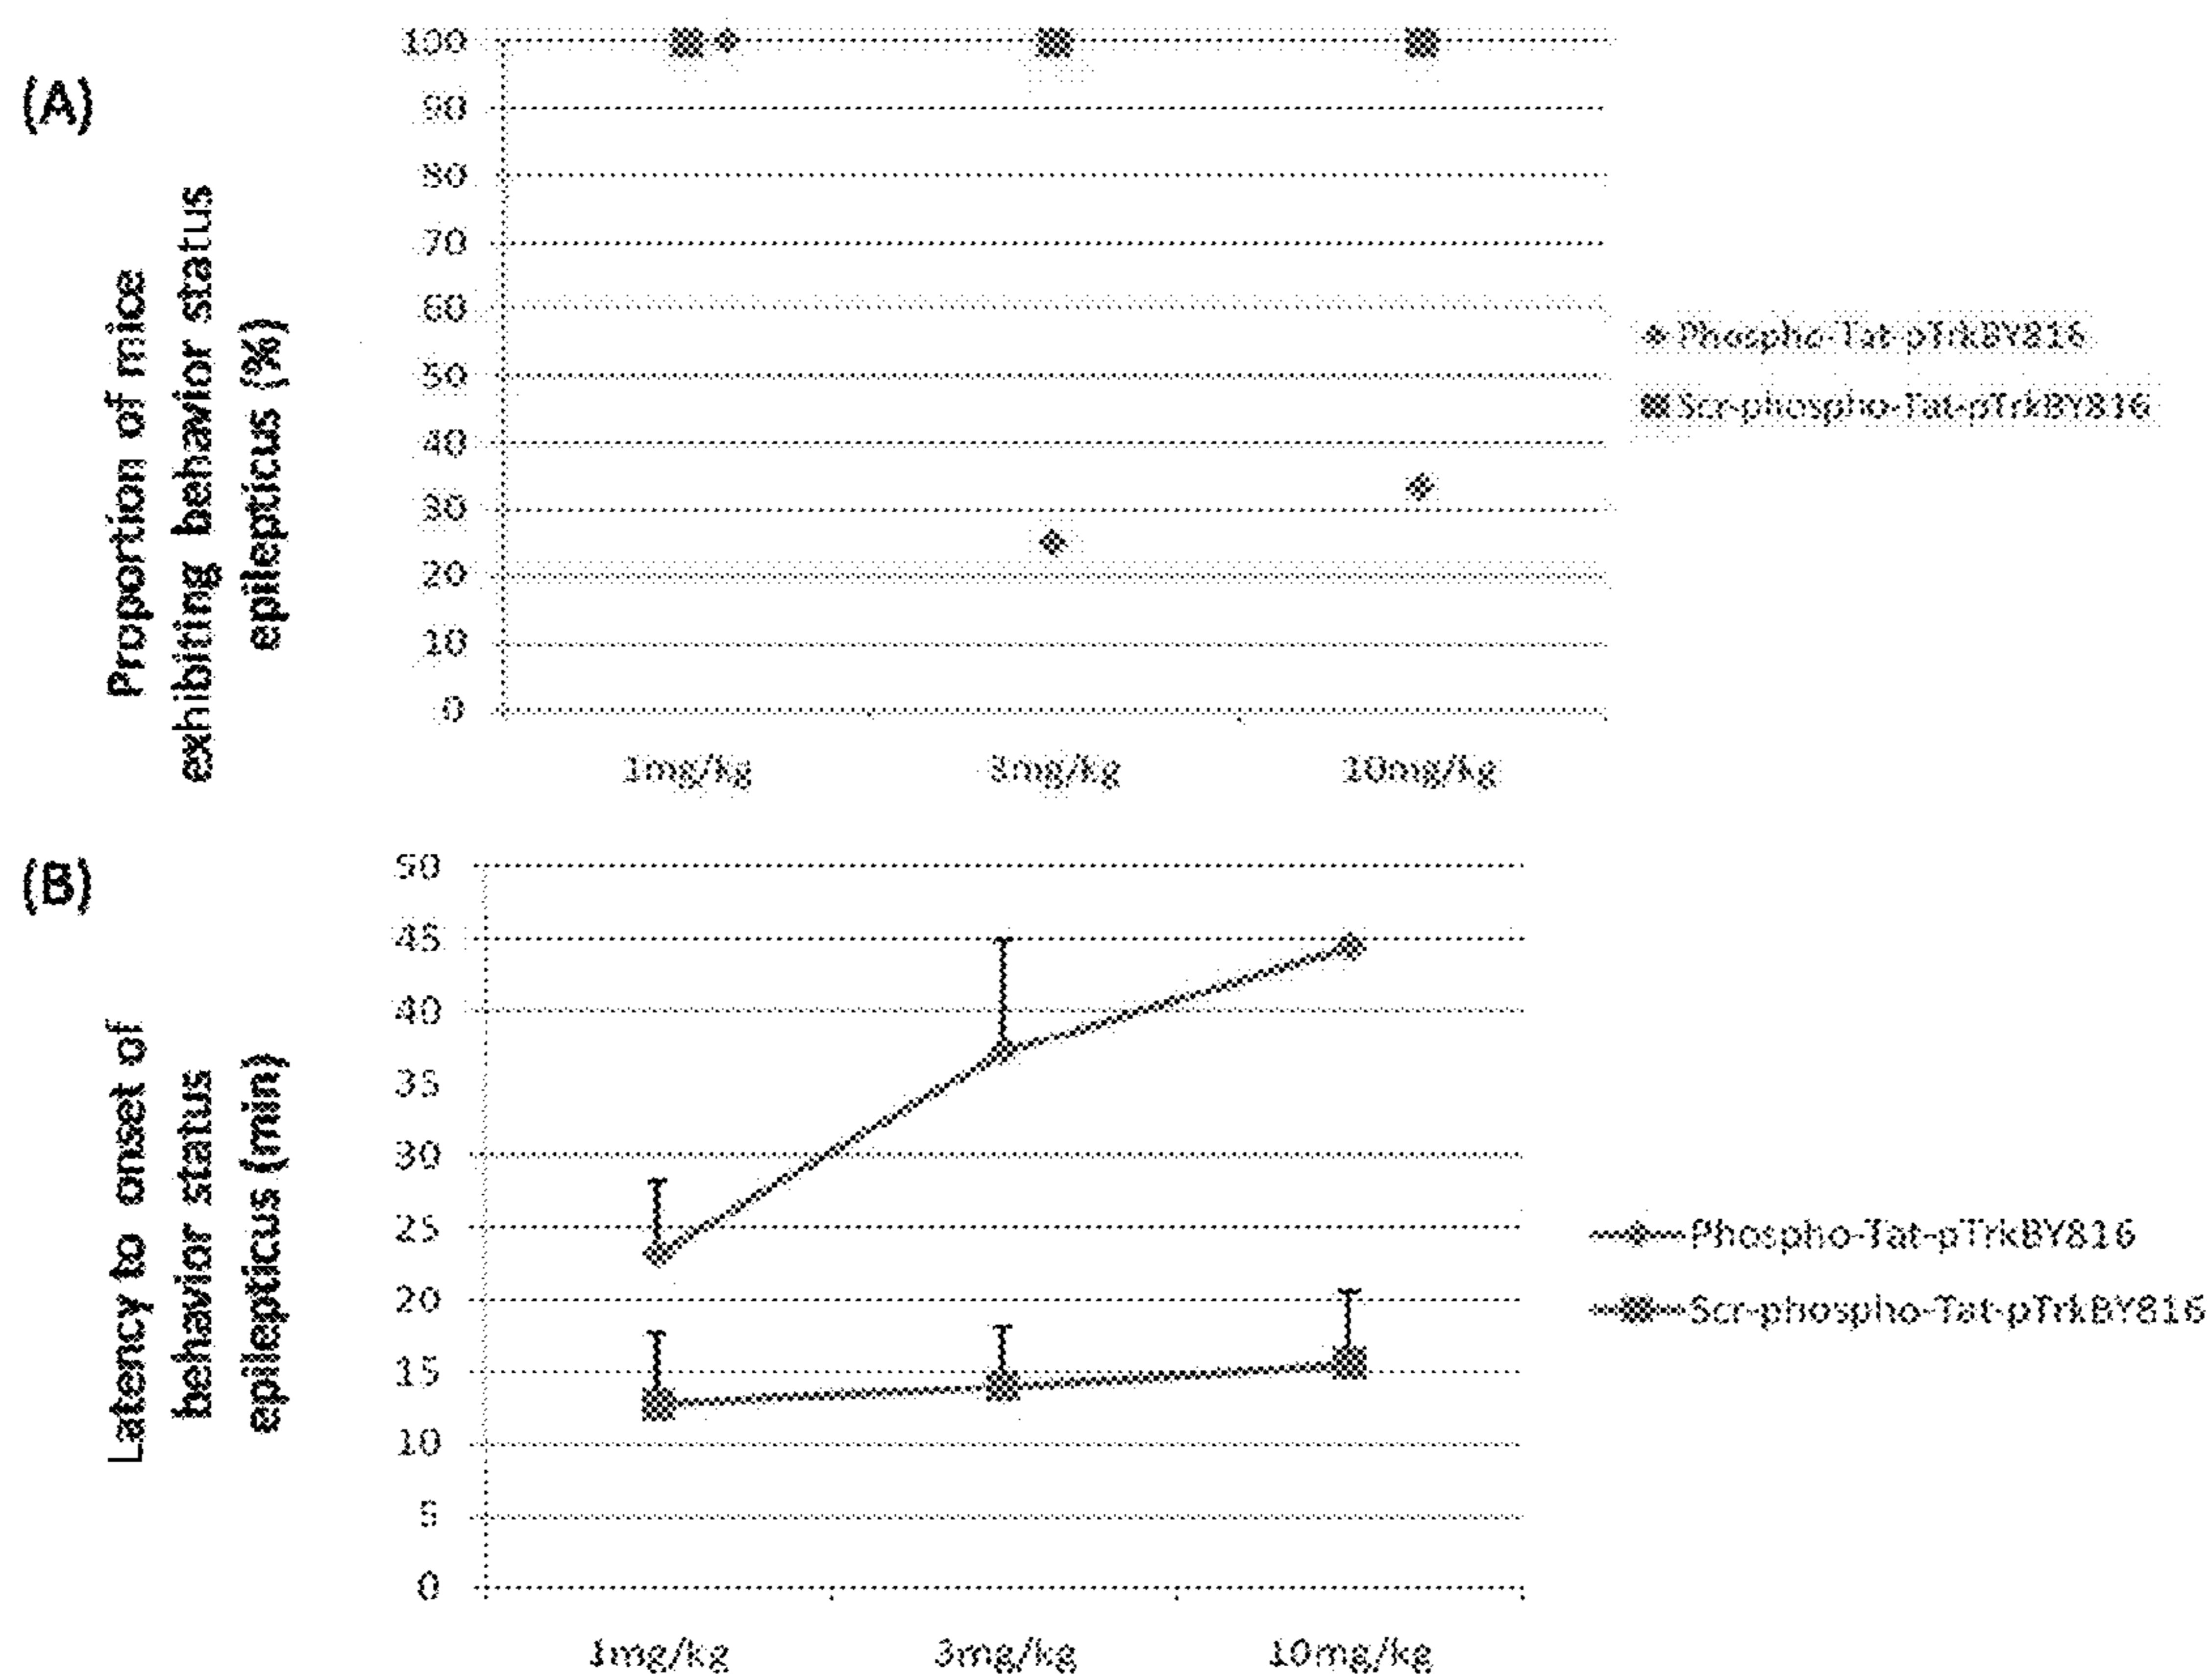 (A)
Proportion of mice
exhibiting behavior status
epilepticus (%)
100
90
80
70
60
50
40
30
20
10
0
1mg/kg
3mg/kg
10mg/kg
Phospho-Tat-pTrkBY816
Scr-phospho-Tat-pTrkBY816
(B)
Latency to onset of
behavior status
epilepticus (min)
50
45
40
35
30
25
20
15
10
5
0
1mg/kg
3mg/kg
10mg/kg
Phospho-Tat-pTrkBY816
Scr-phospho-Tat-pTrkBY816